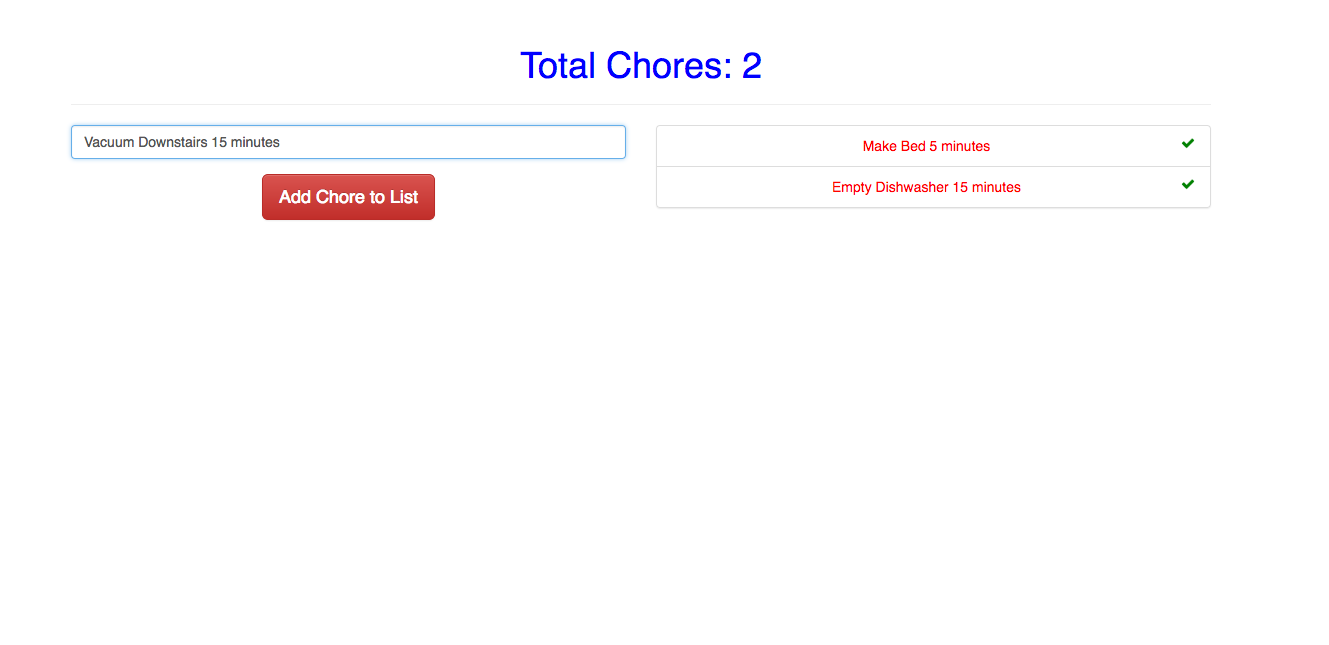 Total Chores: 2
Vacuum Downstairs 15 minutes
Add Chore to List
Make Bed 5 minutes
Empty Dishwasher 15 minutes